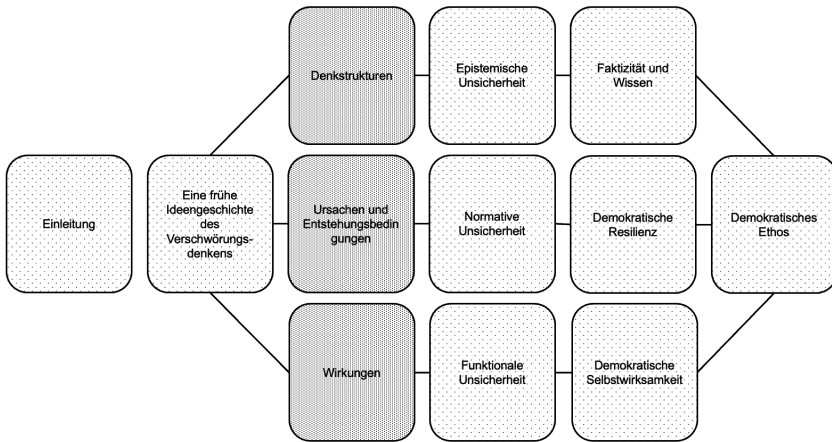 Denkstrukturen
Epistemische
Unsicherheit
Faktizität und
Wissen
Einleitung
Eine frühe
Ideengeschichte
des
Verschwörungs-
denkens
Ursachen und
Entstehungsbedin
gungen
Normative
Unsicherheit
Demokratische
Resilienz
Demokratisches
Ethos
Wirkungen
Funktionale
Unsicherheit
Demokratische
Selbstwirksamkeit